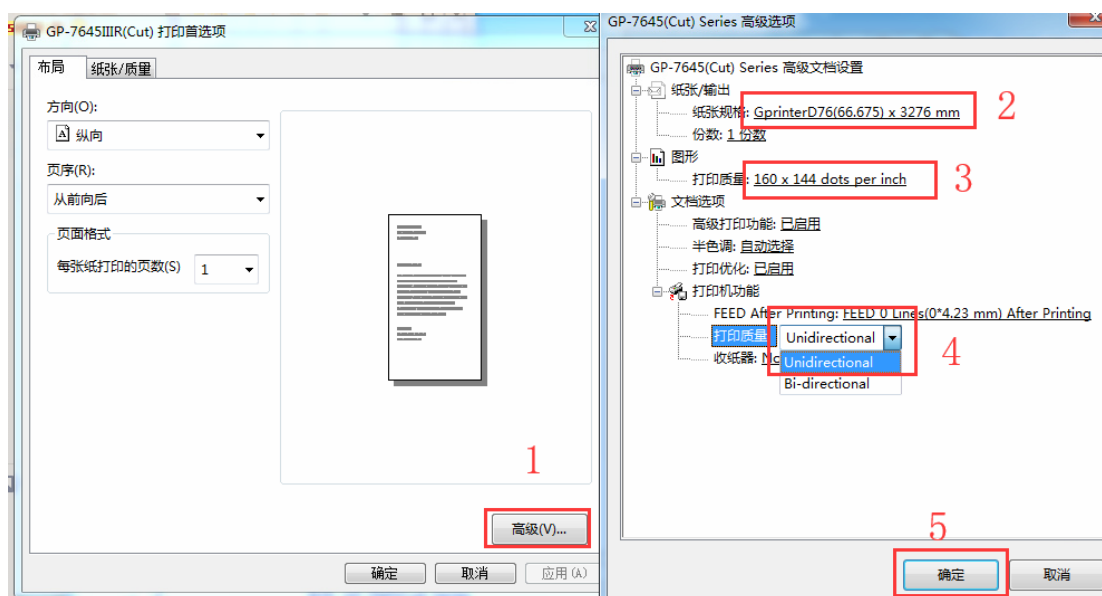 GP-7645IIIR(Cut) 打印首选项
布局
纸张/质量
方向(O):
A 纵向
页序(R):
从前向后
页面格式
每张纸打印的页数(S) 1
1
高级(V)...
确定
取消
应用(A)
GP-7645(Cut) Series 高级选项
GP-7645(Cut) Series 高级文档设置
纸张/输出
纸张规格: GprinterD76(66.675) x 3276 mm
2
份数: 1 份数
图形
打印质量: 160 x 144 dots per inch
3
文档选项
高级打印功能: 已启用
半色调: 自动选择
打印优化: 已启用
打印机功能
FEED After Printing: FEED 0 Lines(0*4.23 mm) After Printing
打印质量 Unidirectional
收纸器: Unidirectional
4
Bi-directional
5
确定
取消